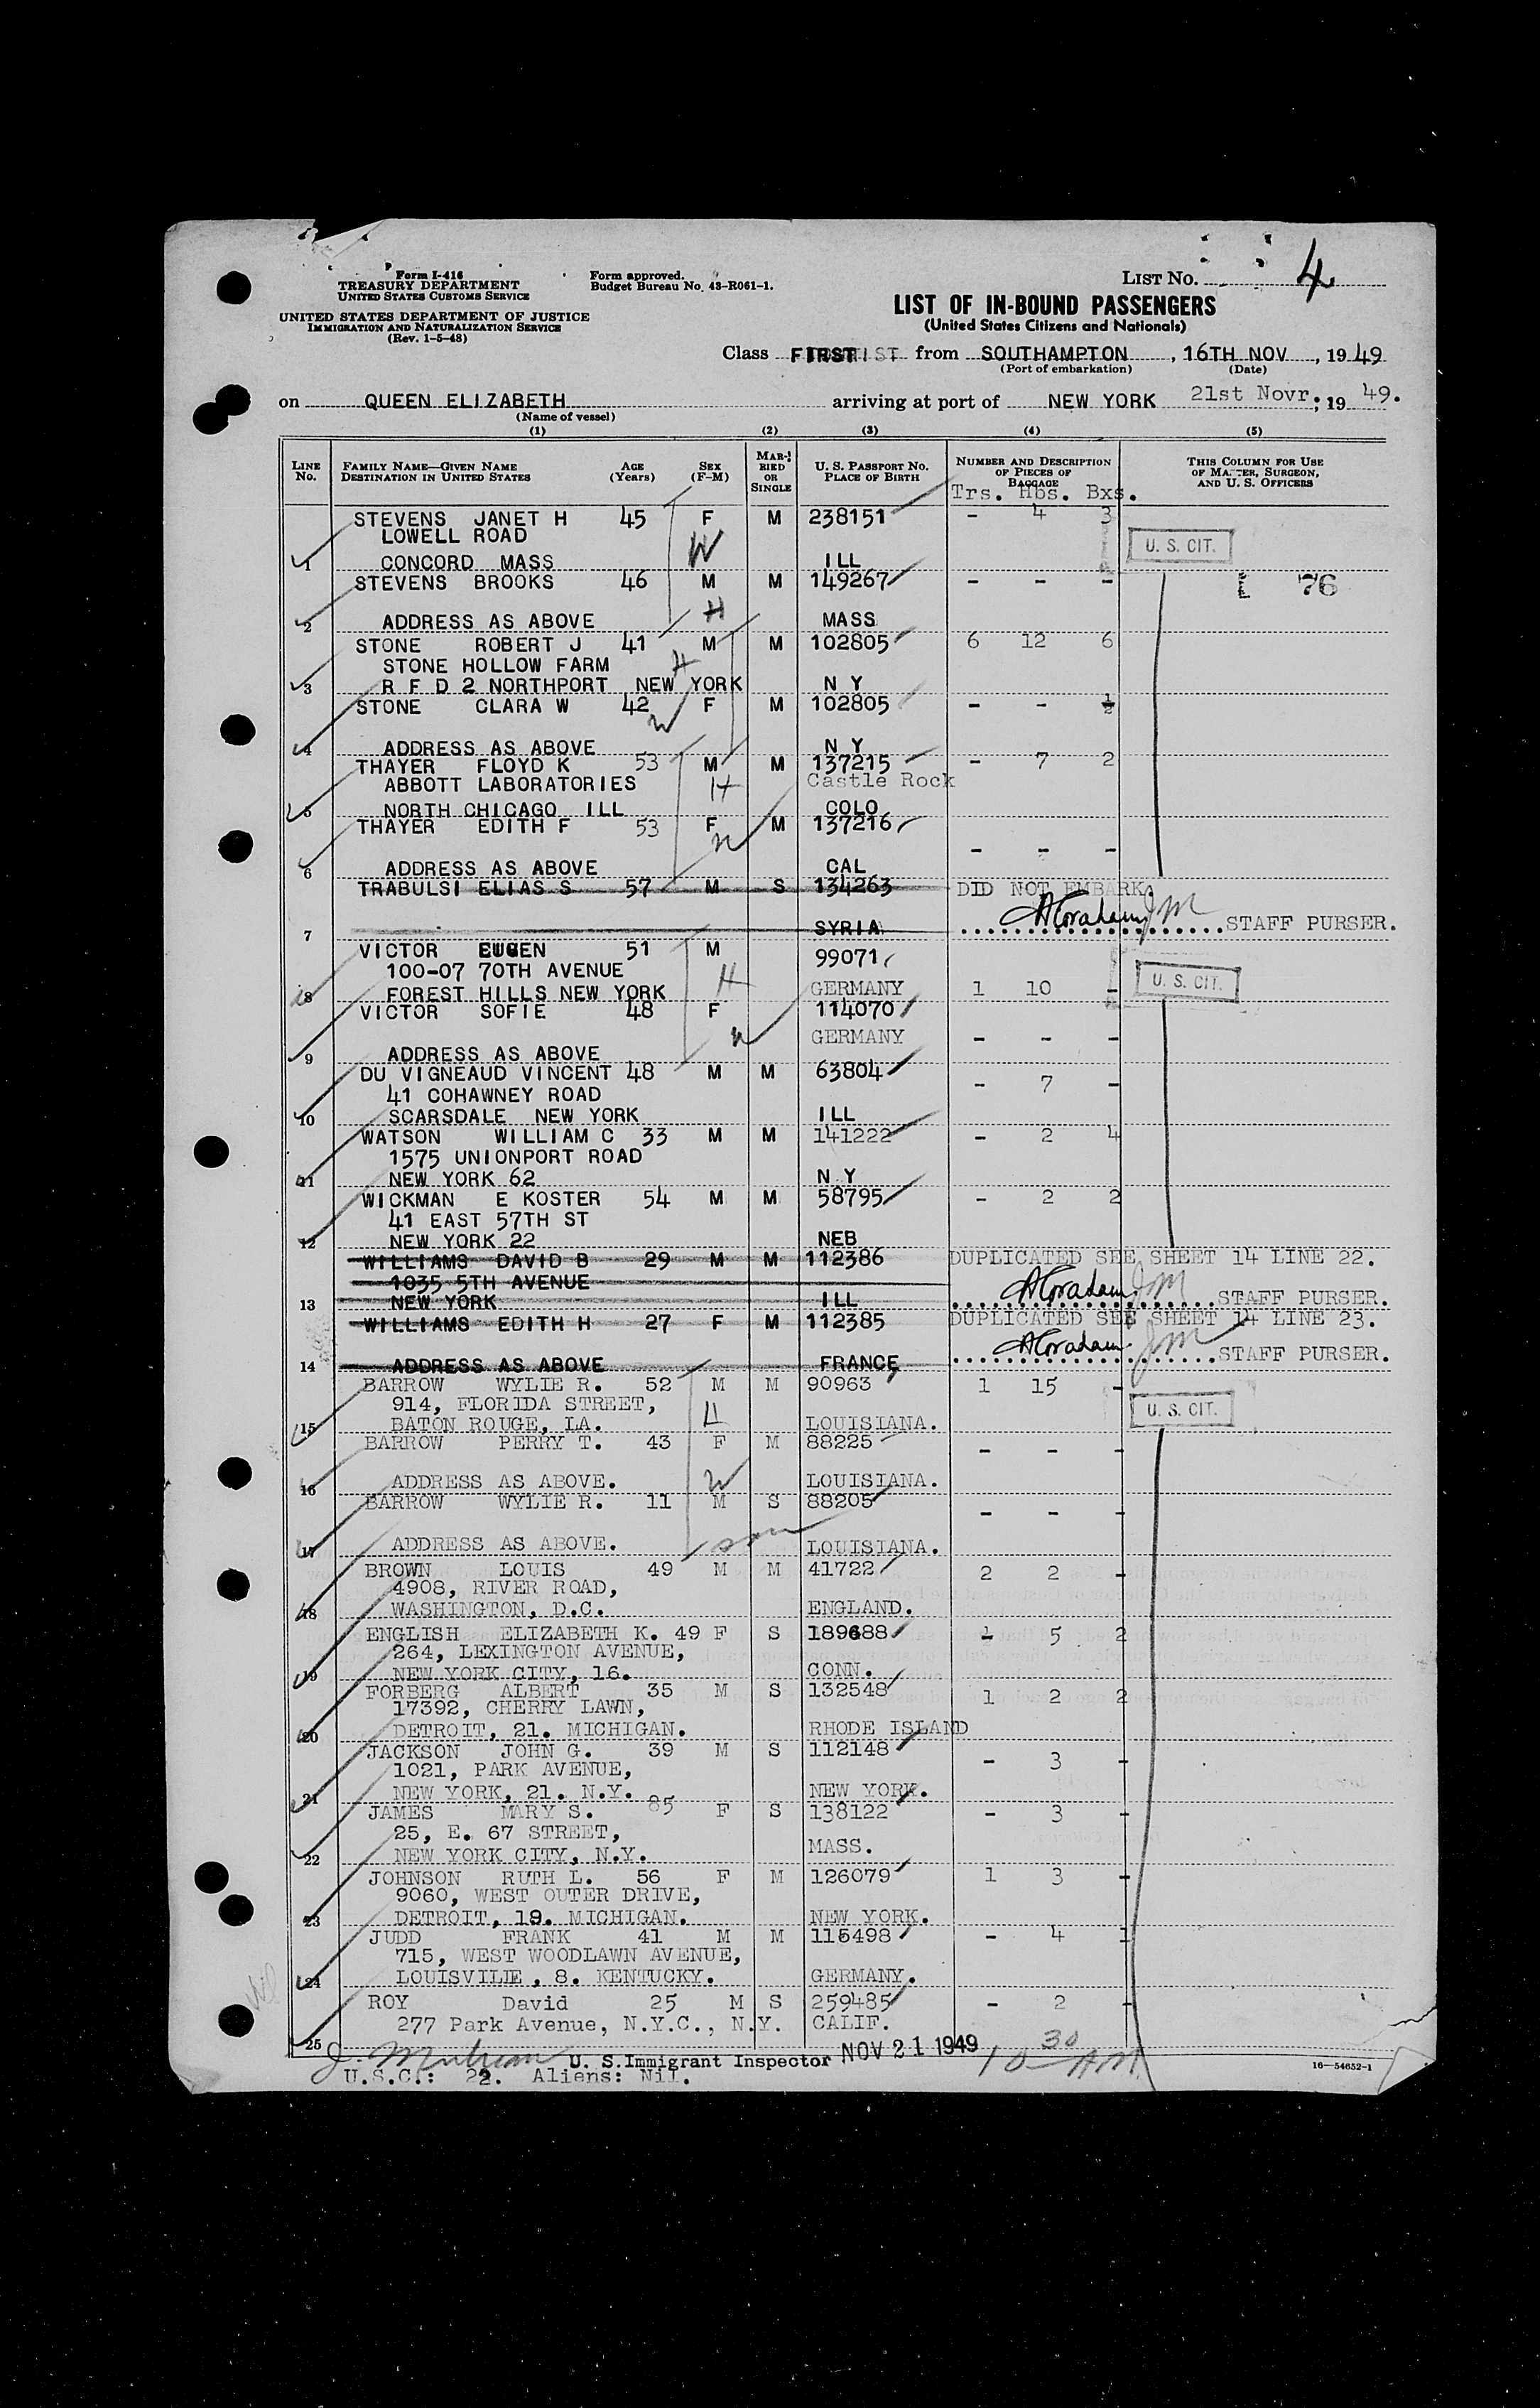 Form I-416
TREASURY DEPARTMENT
UNITED STATES CUSTOMS SERVICE
UNITED STATES DEPARTMENT OF JUSTICE
IMMIGRATION AND NATURALIZATION SERVICE
(Rev. 1-5-48)
Form approved.
Budget Bureau No. 43-R061-1.
LIST NO. 4
LIST OF IN-BOUND PASSENGERS
(United States Citizens and Nationals)
Class FIRST from SOUTHAMPTON, 16TH NOV, 1949
(Port of embarkation) (Date)
on QUEEN ELIZABETH arriving at port of NEW YORK 21st Novr; 19 49.
(Name of vessel)
(1) (2) (3) (4) (5)
LINE NO. FAMILY NAME—GIVEN NAME DESTINATION IN UNITED STATES AGE (Years) SEX (F-M) MARRIED OR SINGLE U. S. PASSPORT NO. PLACE OF BIRTH NUMBER AND DESCRIPTION OF PIECES OF BAGGAGE THIS COLUMN FOR USE OF MASTER, SURGEON, AND U. S. OFFICERS
Trs. Hbs. Bxs.
STEVENS JANET H 45 F M 238151 - 4 3
LOWELL ROAD W U. S. CIT.
1 CONCORD MASS ILL
STEVENS BROOKS 46 M M 149267 - - - 76
2 ADDRESS AS ABOVE H MASS
STONE ROBERT J 41 M M 102805 6 12 6
STONE HOLLOW FARM H
3 R F D 2 NORTHPORT NEW YORK N Y
STONE CLARA W 42 F M 102805 - -
W
4 ADDRESS AS ABOVE N Y
THAYER FLOYD K 53 M M 137215 - 7 2
ABBOTT LABORATORIES H Castle Rock
5 NORTH CHICAGO ILL COLO
THAYER EDITH F 53 F M 137216
W - - -
6 ADDRESS AS ABOVE CAL
TRABULSI ELIAS S 57 M S 134263 DID NOT EMBARK.
7 SYRIA STAFF PURSER.
VICTOR EUGEN 51 M 99071
100-07 70TH AVENUE H U. S. CIT.
8 FOREST HILLS NEW YORK GERMANY 1 10 -
VICTOR SOFIE 48 F 114070
W GERMANY - - -
9 ADDRESS AS ABOVE
DU VIGNEAUD VINCENT 48 M M 63804 - 7 -
41 COHAWNEY ROAD
10 SCARSDALE NEW YORK ILL
WATSON WILLIAM C 33 M M 141222 - 2 4
1575 UNIONPORT ROAD
11 NEW YORK 62 N Y
WICKMAN E KOSTER 54 M M 58795 - 2 2
41 EAST 57TH ST
12 NEW YORK 22 NEB
WILLIAMS DAVID B 29 M M 112386 DUPLICATED SEE SHEET 14 LINE 22.
1035 5TH AVENUE
13 NEW YORK ILL STAFF PURSER.
WILLIAMS EDITH H 27 F M 112385 DUPLICATED SEE SHEET 14 LINE 23.
14 ADDRESS AS ABOVE FRANCE STAFF PURSER.
BARROW WYLIE R. 52 M M 90963 1 15 -
914, FLORIDA STREET, H U. S. CIT.
15 BATON ROUGE, LA. LOUISIANA.
BARROW PERRY T. 43 F M 88225 - - -
16 ADDRESS AS ABOVE. W LOUISIANA.
BARROW WYLIE R. 11 M S 88205 - - -
17 ADDRESS AS ABOVE. son LOUISIANA.
BROWN LOUIS 49 M M 41722 2 2 -
4908, RIVER ROAD,
18 WASHINGTON, D.C. ENGLAND.
ENGLISH ELIZABETH K. 49 F S 189688 1 5 2
264, LEXINGTON AVENUE,
19 NEW YORK CITY, 16. CONN.
FORBERG ALBERT 35 M S 132548 1 2 2
17392, CHERRY LAWN,
20 DETROIT, 21. MICHIGAN. RHODE ISLAND
JACKSON JOHN G. 39 M S 112148 - 3 -
1021, PARK AVENUE,
21 NEW YORK, 21. N.Y. NEW YORK.
JAMES MARY S. 85 F S 138122 - 3 -
25, E. 67 STREET,
22 NEW YORK CITY, N.Y. MASS.
JOHNSON RUTH L. 56 F M 126079 1 3 -
9060, WEST OUTER DRIVE,
23 DETROIT, 19. MICHIGAN. NEW YORK.
JUDD FRANK 41 M M 115498 - 4 1
715, WEST WOODLAWN AVENUE,
24 LOUISVILLE, 8. KENTUCKY. GERMANY.
ROY David 25 M S 259485 - 2 -
277 Park Avenue, N.Y.C., N.Y. CALIF.
25
U. S. Immigrant Inspector NOV 21 1949 10 30 AM
U.S.C.: 22. Aliens: Nil.
16—54652-1